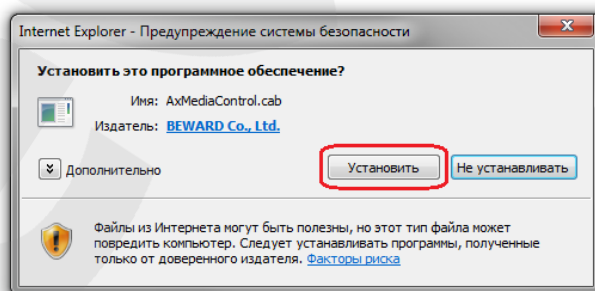 Internet Explorer - Предупреждение системы безопасности
Установить это программное обеспечение?
Имя: AxMediaControl.cab
Издатель: BEWARD Co., Ltd.
Дополнительно
Установить
Не устанавливать
Файлы из Интернета могут быть полезны, но этот тип файла может
повредить компьютер. Следует устанавливать программы, полученные
только от доверенного издателя. Факторы риска